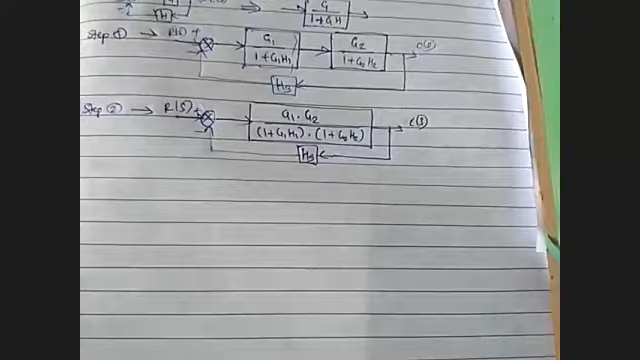 H
G
1+GH
Step ① → R(S) +
G1
1+G1H1
G2
1+G2H2
C(S)
H3
Step ② → R(S) +
G1 . G2
(1+G1H1) . (1+G2H2)
C(S)
H3